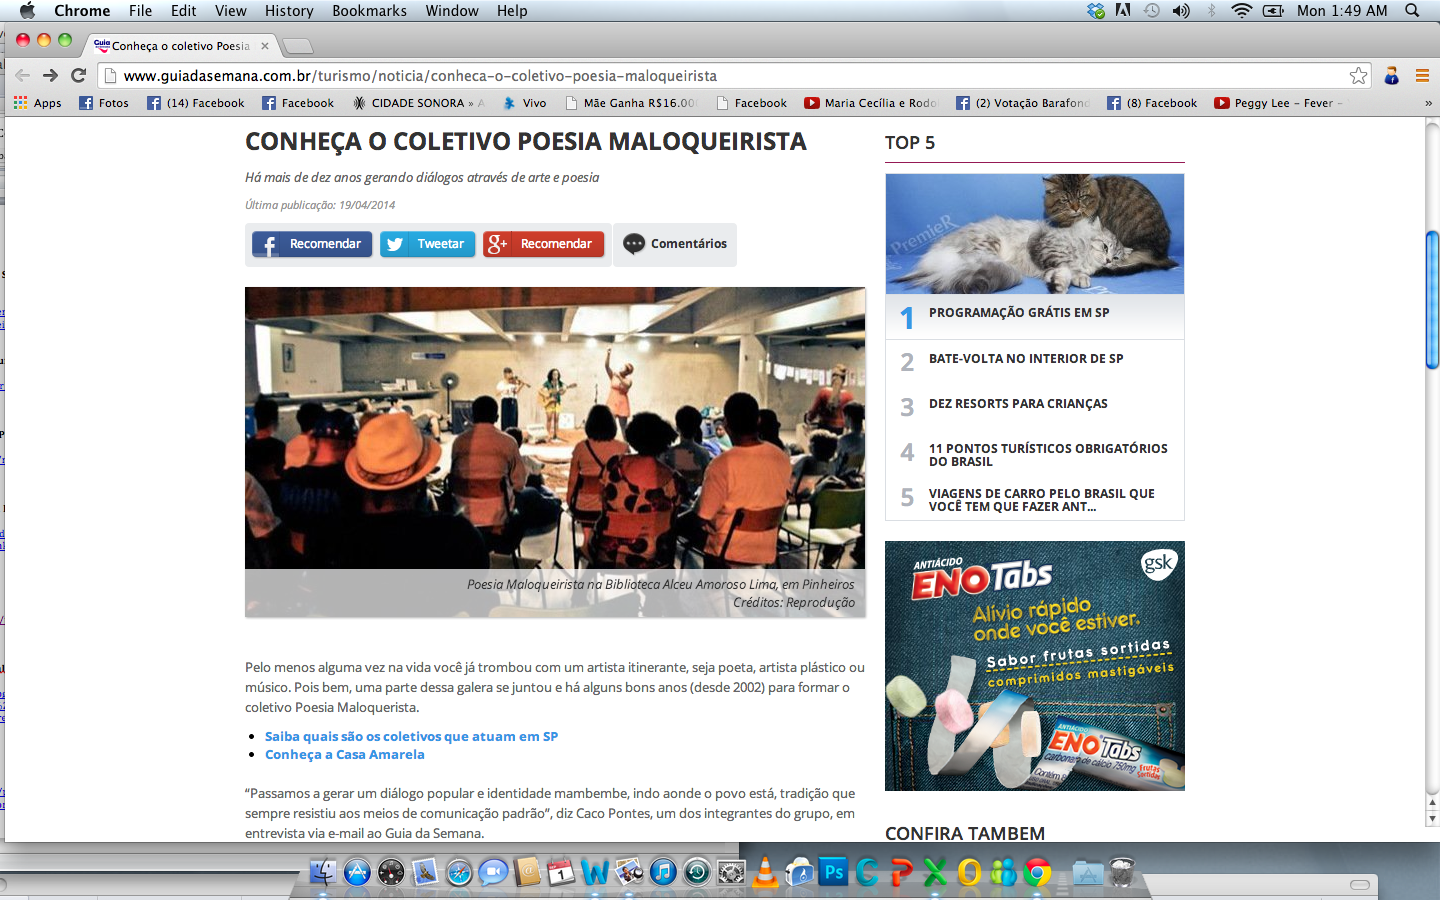 Chrome File Edit View History Bookmarks Window Help Mon 1:49 AM
Conheça o coletivo Poesia
www.guiadasemana.com.br/turismo/noticia/conheca-o-coletivo-poesia-maloqueirista
Apps Fotos (14) Facebook Facebook CIDADE SONORA » A Vivo Mãe Ganha R$16.00 Facebook Maria Cecília e Rodo (2) Votação Barafon (8) Facebook Peggy Lee – Fever – »
CONHEÇA O COLETIVO POESIA MALOQUEIRISTA
Há mais de dez anos gerando diálogos através de arte e poesia
Última publicação: 19/04/2014
Recomendar Tweetar Recomendar Comentários
Poesia Maloqueirista na Biblioteca Alceu Amoroso Lima, em Pinheiros
Créditos: Reprodução
Pelo menos alguma vez na vida você já trombou com um artista itinerante, seja poeta, artista plástico ou
músico. Pois bem, uma parte dessa galera se juntou e há alguns bons anos (desde 2002) para formar o
coletivo Poesia Maloquerista.
Saiba quais são os coletivos que atuam em SP
Conheça a Casa Amarela
“Passamos a gerar um diálogo popular e identidade mambembe, indo aonde o povo está, tradição que
sempre resistiu aos meios de comunicação padrão”, diz Caco Pontes, um dos integrantes do grupo, em
entrevista via e-mail ao Guia da Semana.
TOP 5
PremieR
1 PROGRAMAÇÃO GRÁTIS EM SP
2 BATE-VOLTA NO INTERIOR DE SP
3 DEZ RESORTS PARA CRIANÇAS
4 11 PONTOS TURÍSTICOS OBRIGATÓRIOS
DO BRASIL
5 VIAGENS DE CARRO PELO BRASIL QUE
VOCÊ TEM QUE FAZER ANT...
ANTIÁCIDO
ENO Tabs
gsk
Alívio rápido
onde você estiver.
Sabor frutas sortidas
comprimidos mastigáveis
ANTIÁCIDO
ENO Tabs
carbonato de cálcio 750mg
Frutas
Sortidas
CONFIRA TAMBEM